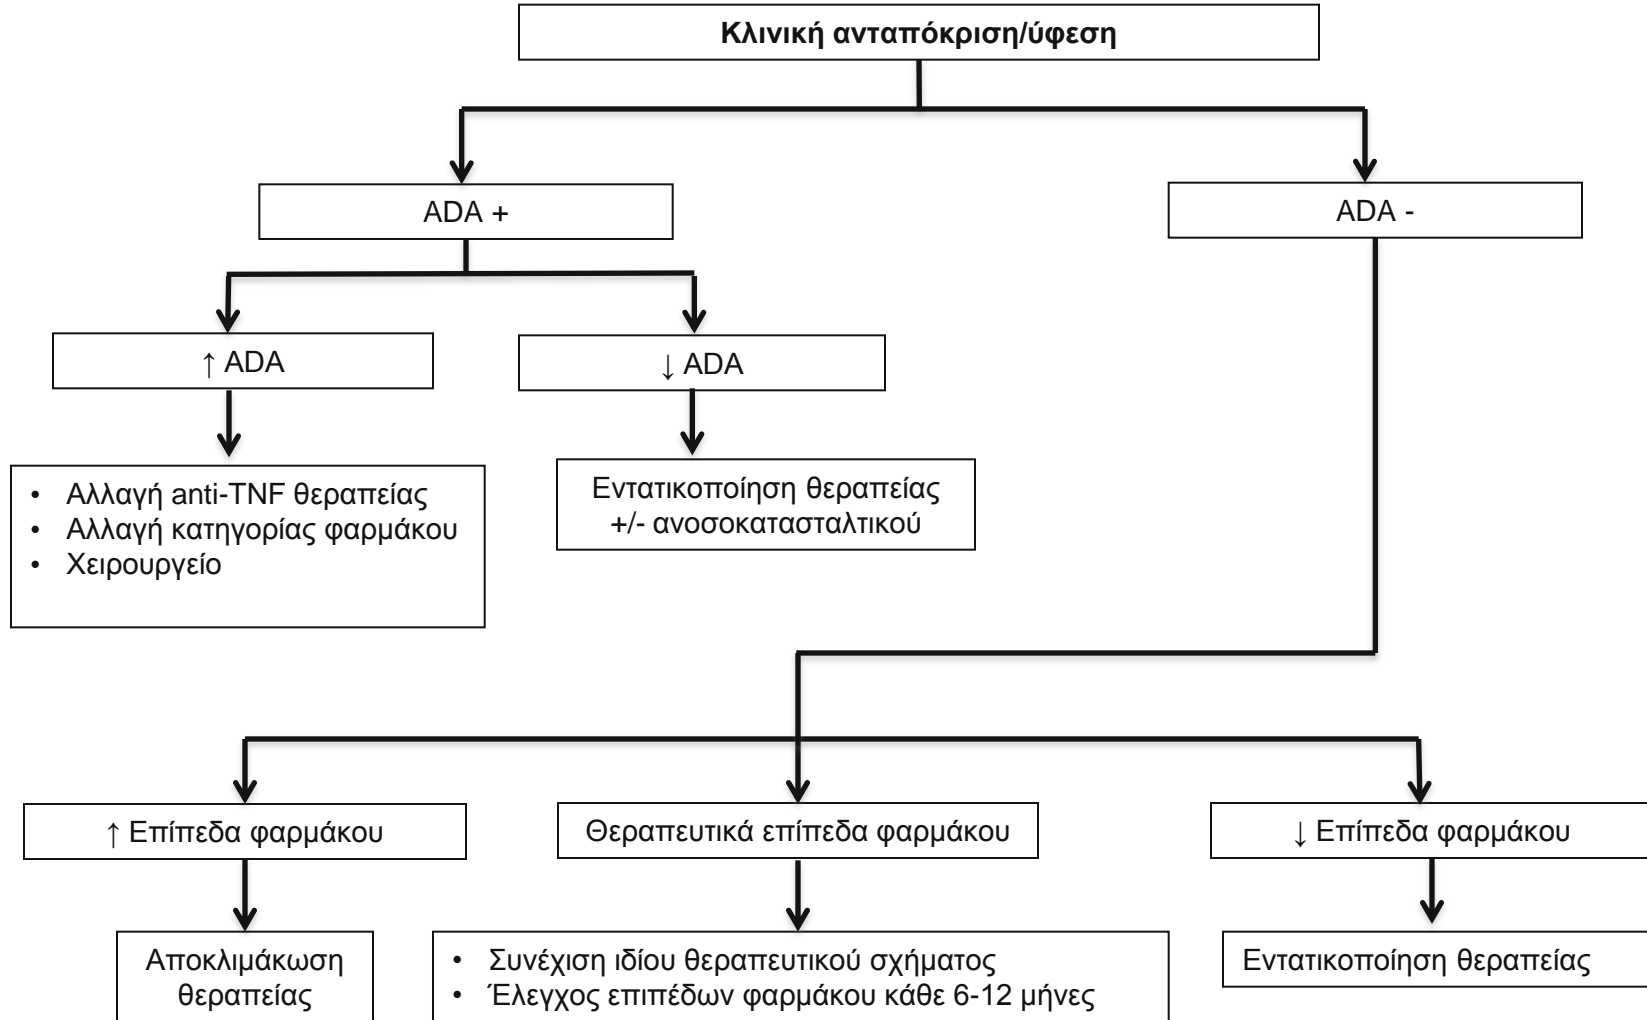 Κλινική ανταπόκριση/ύφεση
ADA +
ADA -
↑ ADA
↓ ADA
• Αλλαγή anti-TNF θεραπείας
• Αλλαγή κατηγορίας φαρμάκου
• Χειρουργείο
Εντατικοποίηση θεραπείας
+/- ανοσοκατασταλτικού
↑ Επίπεδα φαρμάκου
Θεραπευτικά επίπεδα φαρμάκου
↓ Επίπεδα φαρμάκου
Αποκλιμάκωση
θεραπείας
• Συνέχιση ιδίου θεραπευτικού σχήματος
• Έλεγχος επιπέδων φαρμάκου κάθε 6-12 μήνες
Εντατικοποίηση θεραπείας